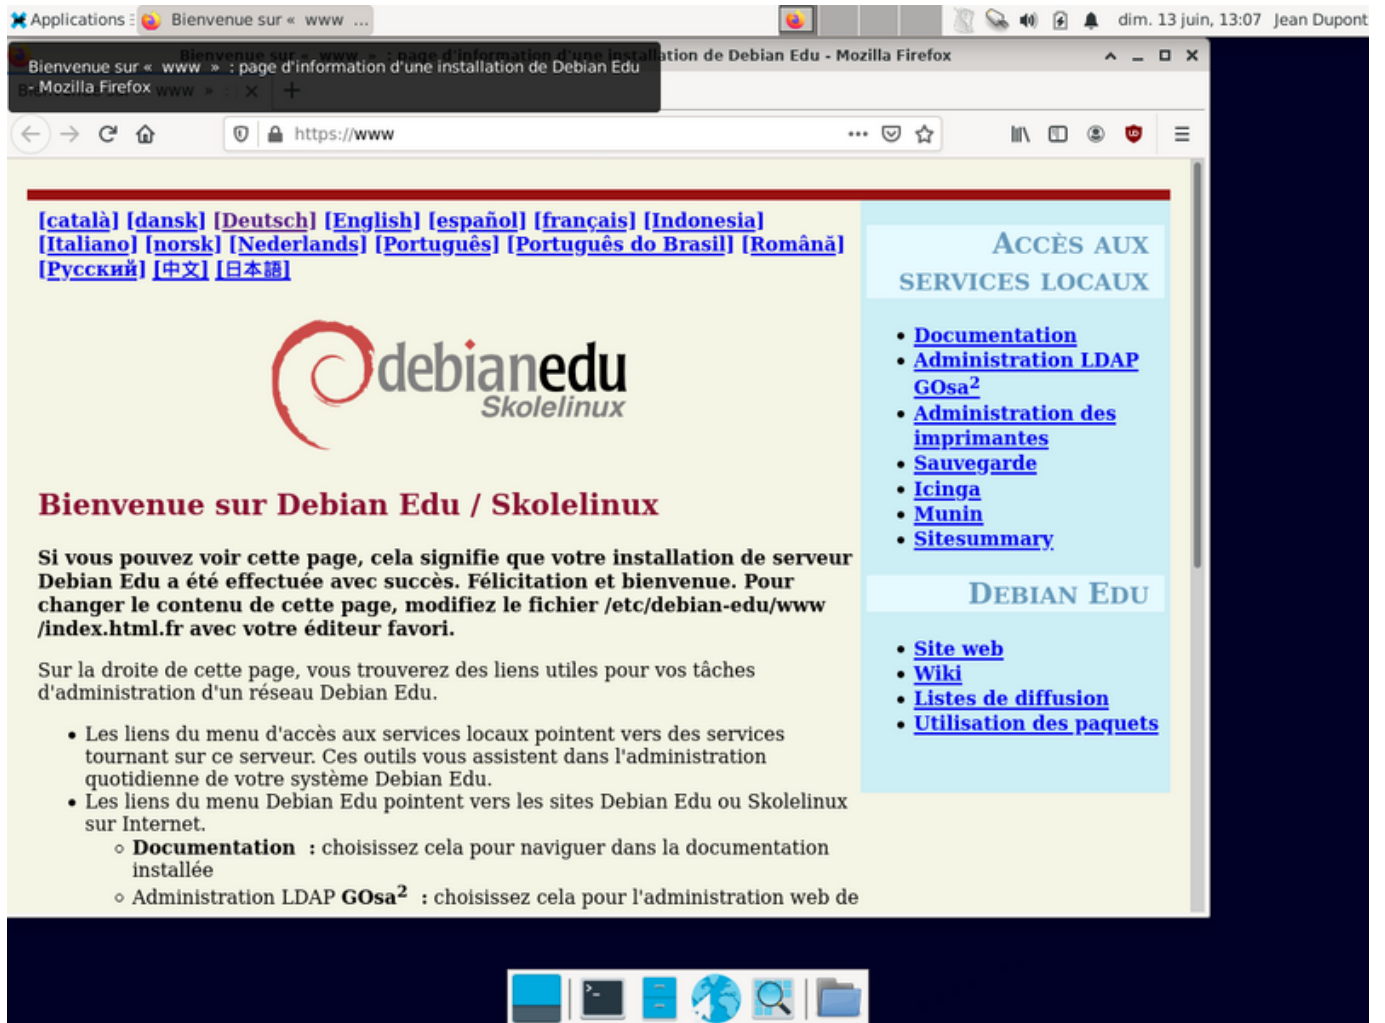 Applications
Bienvenue sur « www ...
dim. 13 juin, 13:07
Jean Dupont
Bienvenue sur « www » : page d'information d'une installation de Debian Edu - Mozilla Firefox
Bienvenue sur « www » : page d'information d'une installation de Debian Edu
- Mozilla Firefox
https://www
[català] [dansk] [Deutsch] [English] [español] [français] [Indonesia]
[Italiano] [norsk] [Nederlands] [Português] [Português do Brasil] [Română]
[Русский] [中文] [日本語]
debianedu
Skolelinux
Bienvenue sur Debian Edu / Skolelinux
Si vous pouvez voir cette page, cela signifie que votre installation de serveur
Debian Edu a été effectuée avec succès. Félicitation et bienvenue. Pour
changer le contenu de cette page, modifiez le fichier /etc/debian-edu/www
/index.html.fr avec votre éditeur favori.
Sur la droite de cette page, vous trouverez des liens utiles pour vos tâches
d'administration d'un réseau Debian Edu.
• Les liens du menu d'accès aux services locaux pointent vers des services
tournant sur ce serveur. Ces outils vous assistent dans l'administration
quotidienne de votre système Debian Edu.
• Les liens du menu Debian Edu pointent vers les sites Debian Edu ou Skolelinux
sur Internet.
◦ Documentation : choisissez cela pour naviguer dans la documentation
installée
◦ Administration LDAP GOsa² : choisissez cela pour l'administration web de
Accès aux
services locaux
• Documentation
• Administration LDAP
GOsa²
• Administration des
imprimantes
• Sauvegarde
• Icinga
• Munin
• Sitesummary
Debian Edu
• Site web
• Wiki
• Listes de diffusion
• Utilisation des paquets